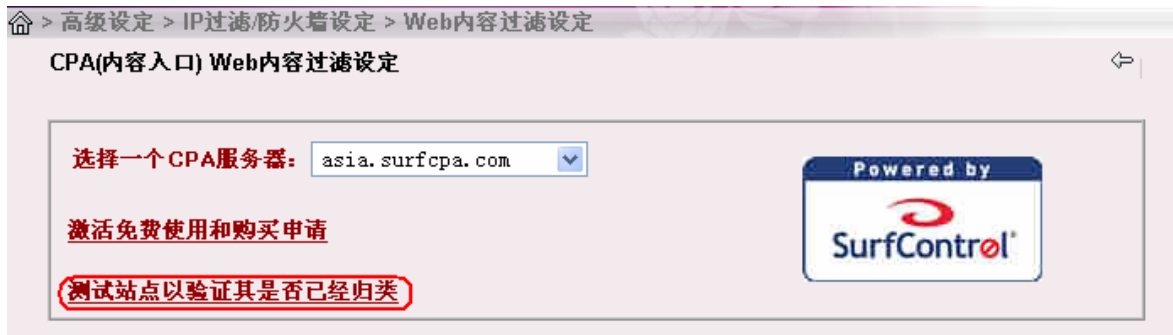 > 高级设定 > IP过滤/防火墙设定 > Web内容过滤设定
CPA(内容入口) Web内容过滤设定
选择一个CPA服务器： asia.surfcpa.com
Powered by
SurfControl
激活免费使用和购买申请
测试站点以验证其是否已经归类